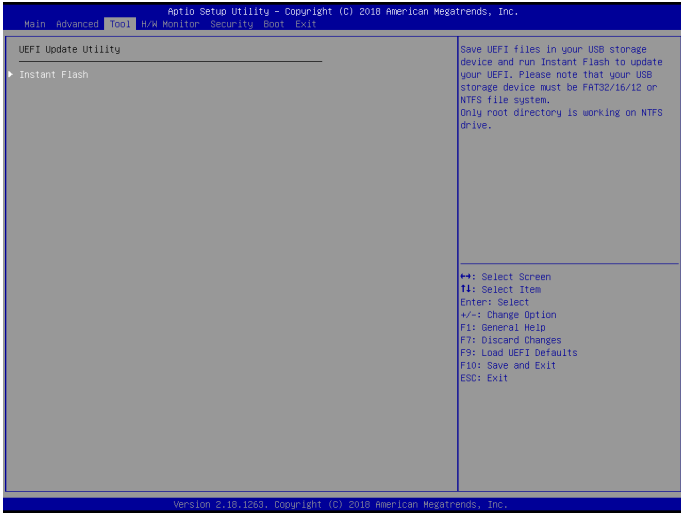 Aptio Setup Utility – Copyright (C) 2018 American Megatrends, Inc.
Main Advanced Tool H/W Monitor Security Boot Exit
UEFI Update Utility
Instant Flash
Save UEFI files in your USB storage
device and run Instant Flash to update
your UEFI. Please note that your USB
storage device must be FAT32/16/12 or
NTFS file system.
Only root directory is working on NTFS
drive.
↔: Select Screen
↑↓: Select Item
Enter: Select
+/-: Change Option
F1: General Help
F7: Discard Changes
F9: Load UEFI Defaults
F10: Save and Exit
ESC: Exit
Version 2.18.1263. Copyright (C) 2018 American Megatrends, Inc.